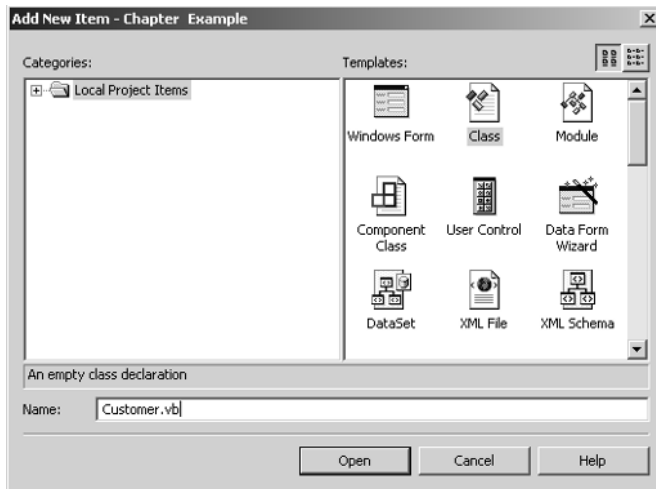 Add New Item - Chapter Example
Categories:
Templates:
Local Project Items
Windows Form
Class
Module
Component Class
User Control
Data Form Wizard
DataSet
XML File
XML Schema
An empty class declaration
Name:
Customer.vb
Open
Cancel
Help